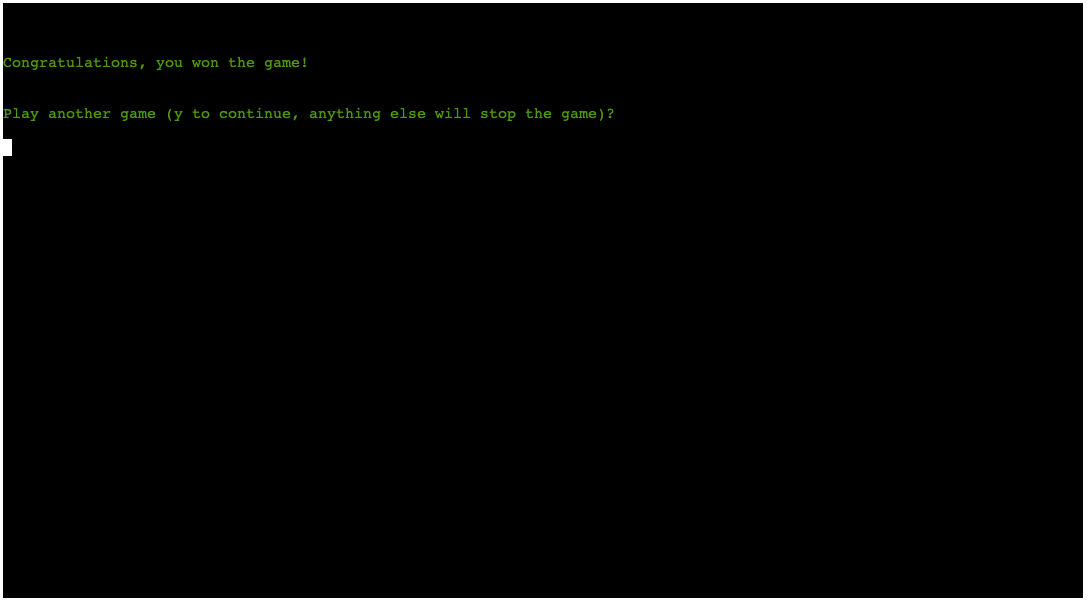 Congratulations, you won the game!
Play another game (y to continue, anything else will stop the game)?